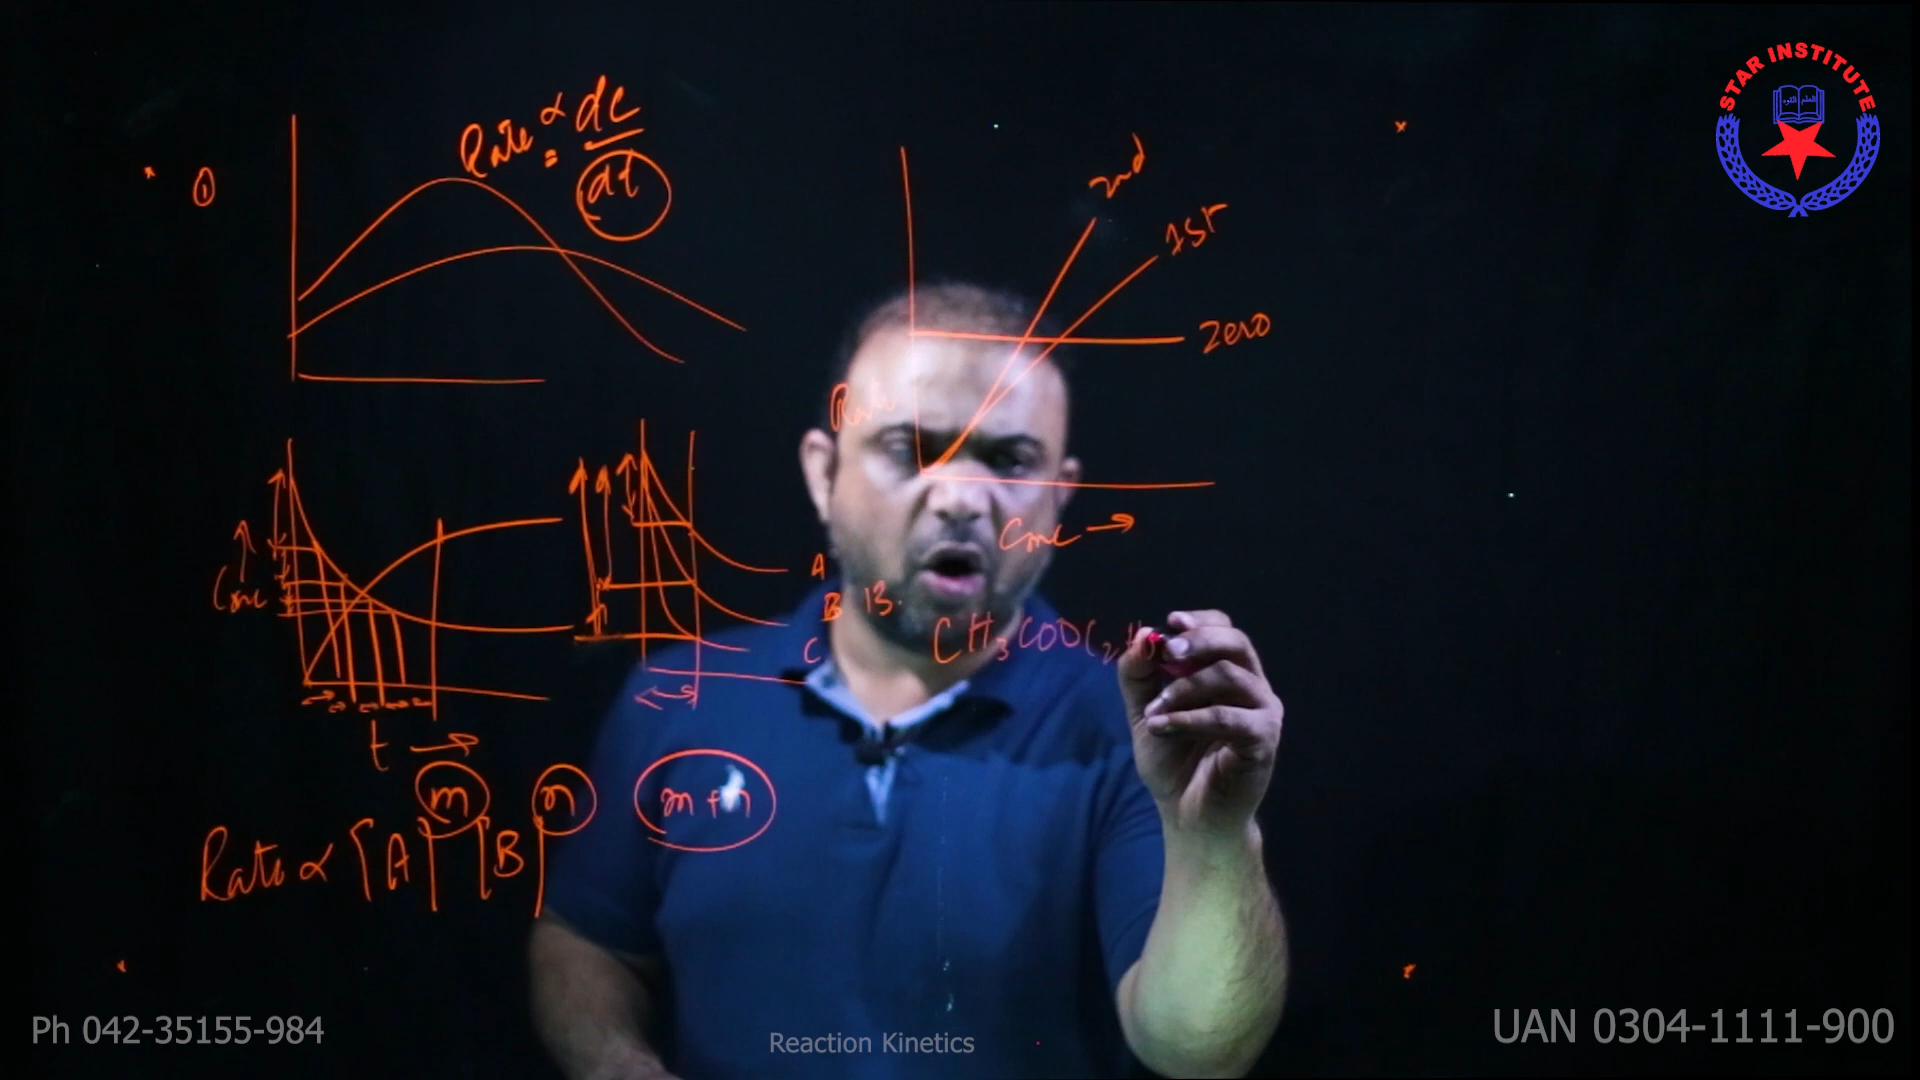 STAR INSTITUTE
①
Rate ∝ = dc/dt
2nd
1st
Zero
Rate
Conc →
Conc
t →
A
B 13.
C
CH3COOC2H5
Rate ∝ [A]^m [B]^n
m+n
Ph 042-35155-984
Reaction Kinetics
UAN 0304-1111-900